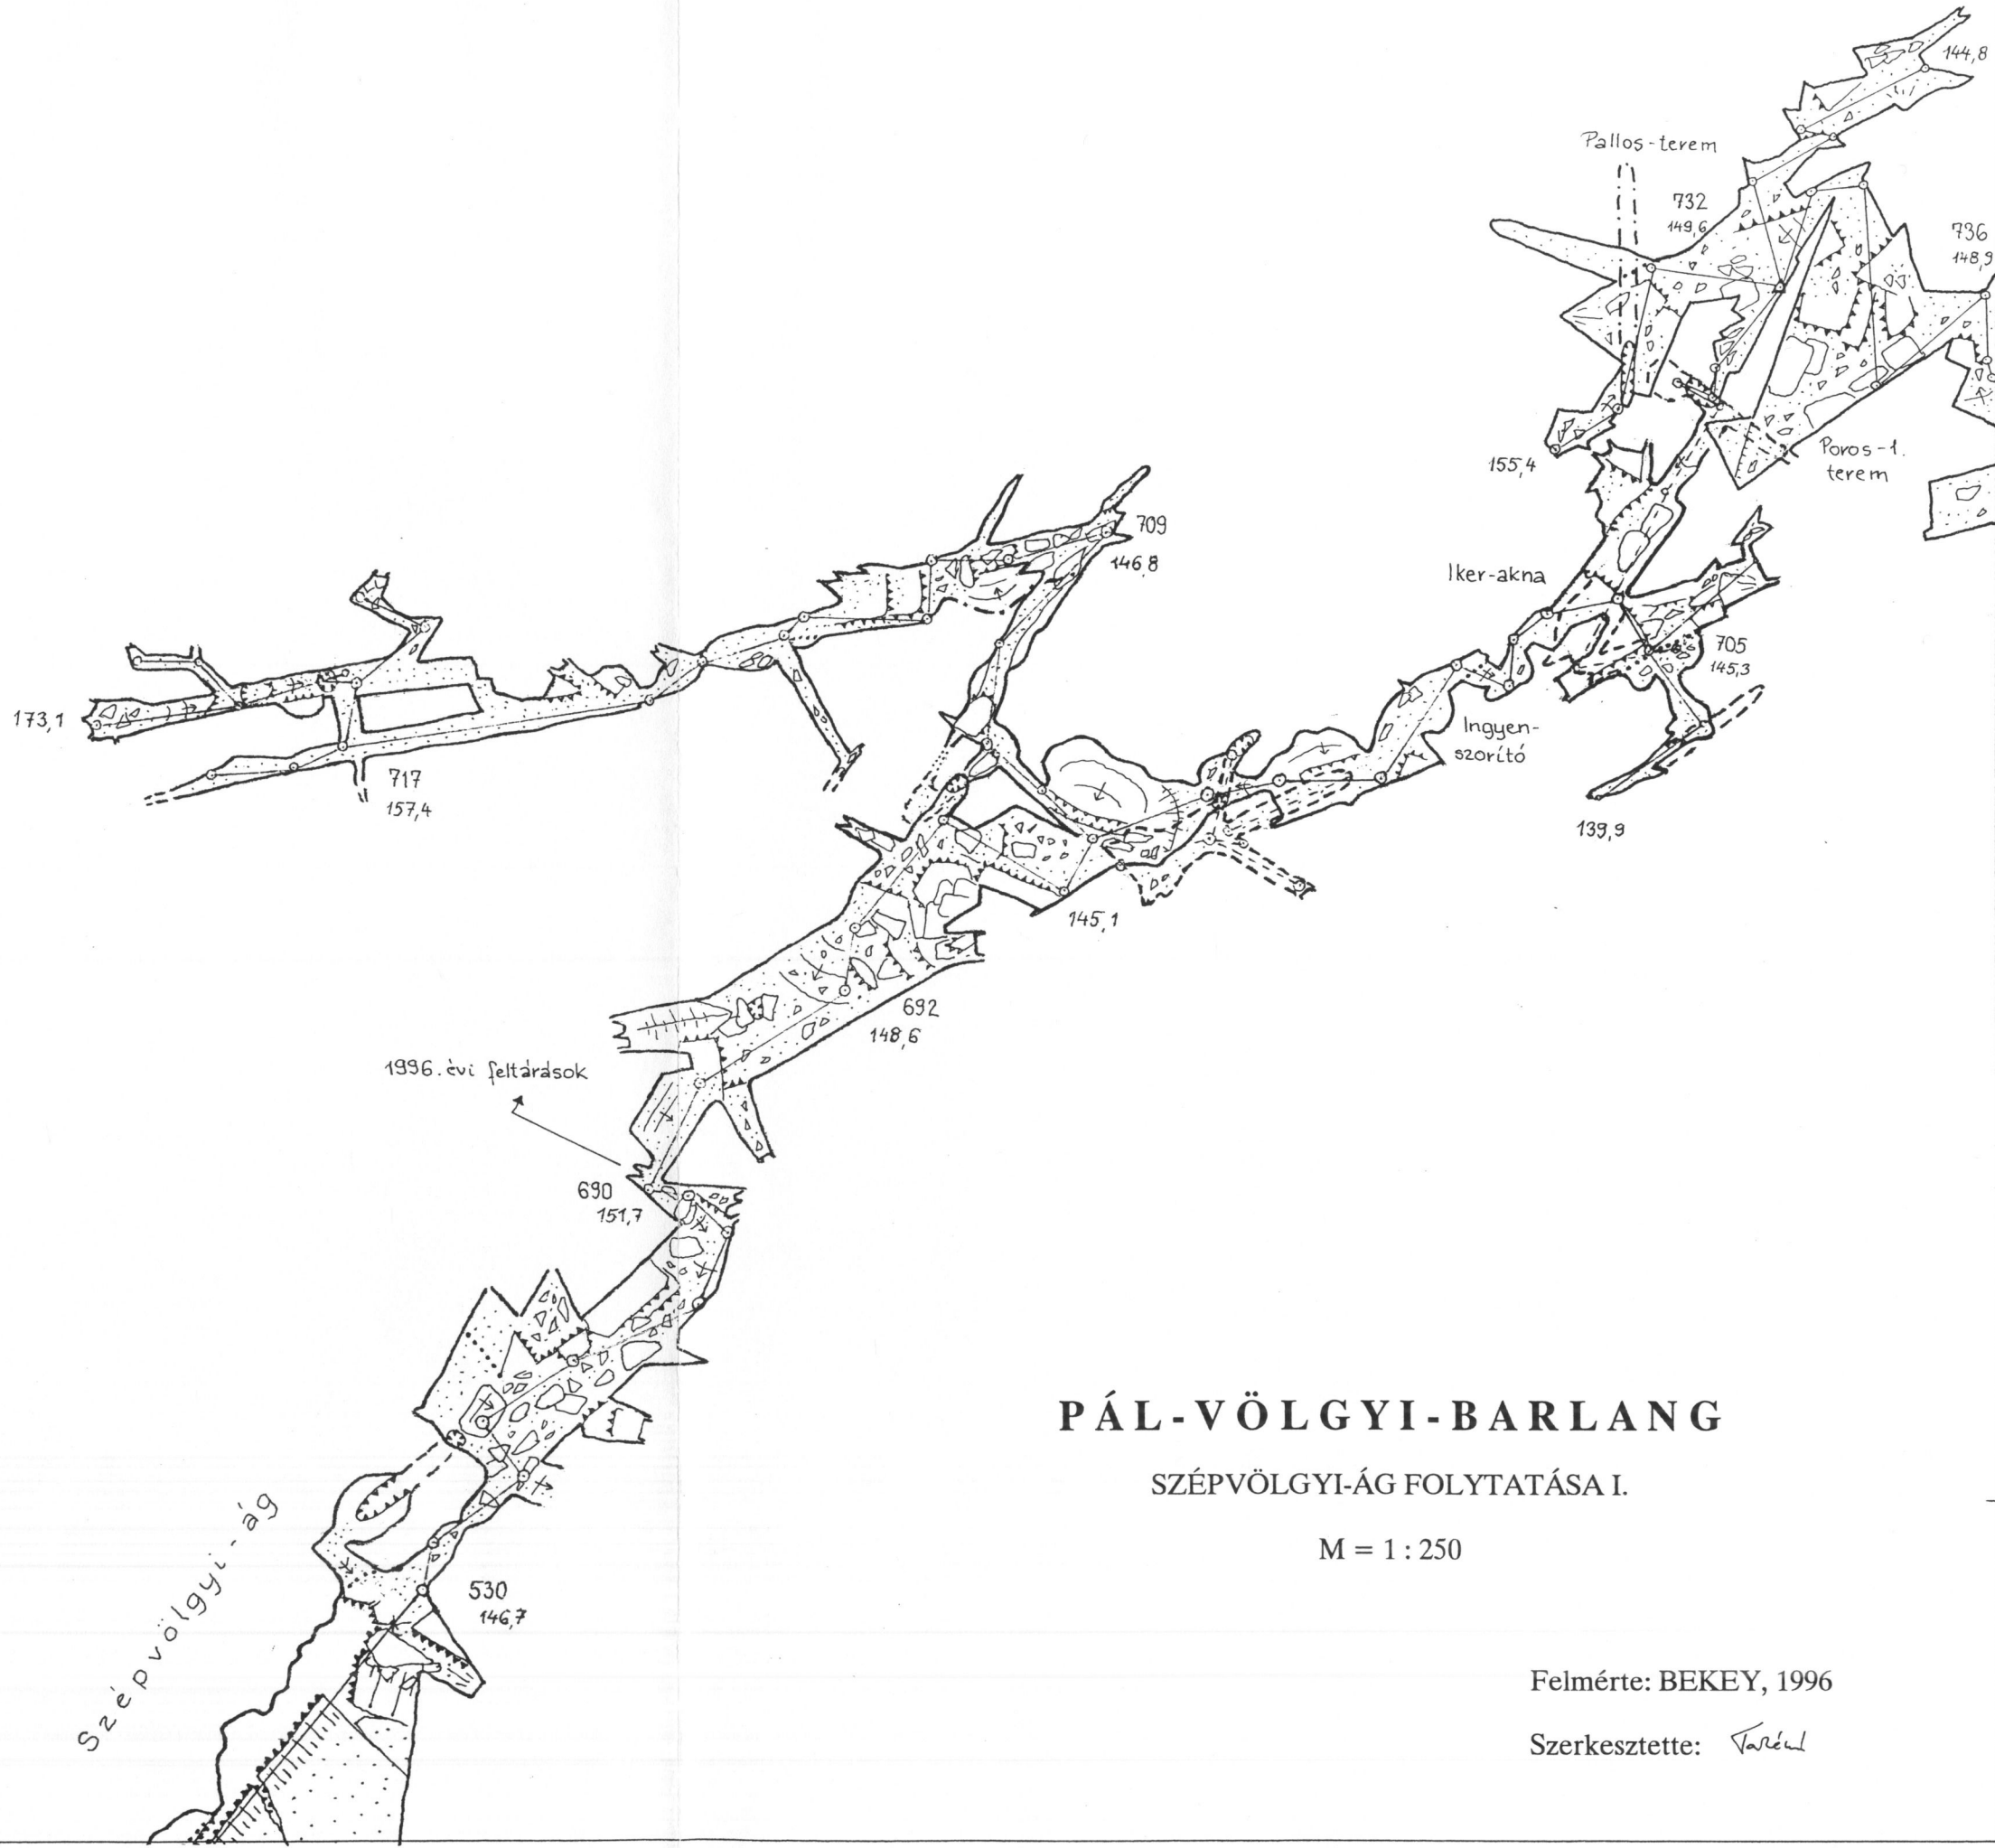 144,8
Pallos-terem
732
149,6
736
148,9
155,4
Poros-1.
terem
709
146,8
Iker-akna
705
145,3
173,1
717
157,4
Ingyen-
szorító
139,9
145,1
692
148,6
1996. évi feltárások
690
151,7
PÁL-VÖLGYI-BARLANG
SZÉPVÖLGYI-ÁG FOLYTATÁSA I.
M = 1 : 250
Szépvölgyi-ág
530
146,7
Felmérte: BEKEY, 1996
Szerkesztette: